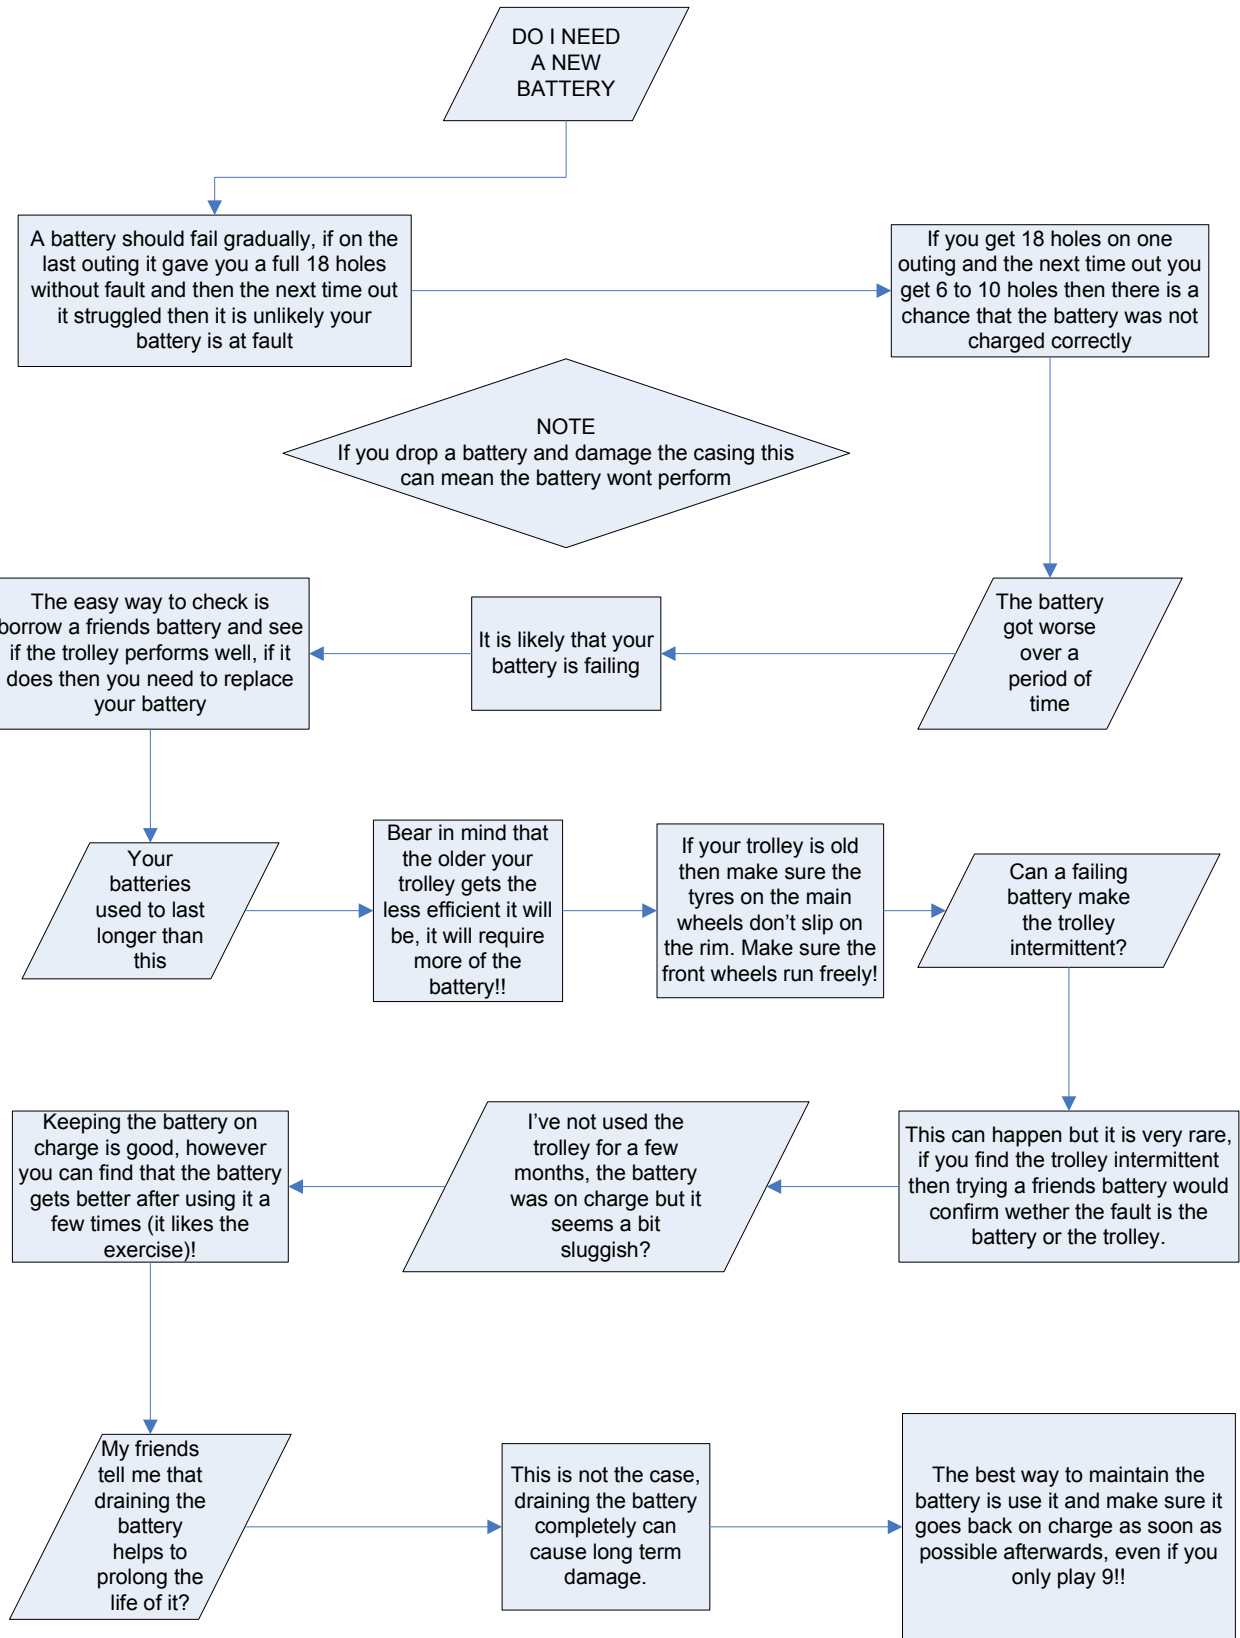 DO I NEED
A NEW
BATTERY
A battery should fail gradually, if on the
last outing it gave you a full 18 holes
without fault and then the next time out
it struggled then it is unlikely your
battery is at fault
If you get 18 holes on one
outing and the next time out you
get 6 to 10 holes then there is a
chance that the battery was not
charged correctly
NOTE
If you drop a battery and damage the casing this
can mean the battery wont perform
The battery
got worse
over a
period of
time
It is likely that your
battery is failing
The easy way to check is
borrow a friends battery and see
if the trolley performs well, if it
does then you need to replace
your battery
Your
batteries
used to last
longer than
this
Bear in mind that
the older your
trolley gets the
less efficient it will
be, it will require
more of the
battery!!
If your trolley is old
then make sure the
tyres on the main
wheels don’t slip on
the rim. Make sure the
front wheels run freely!
Can a failing
battery make
the trolley
intermittent?
This can happen but it is very rare,
if you find the trolley intermittent
then trying a friends battery would
confirm wether the fault is the
battery or the trolley.
I’ve not used the
trolley for a few
months, the battery
was on charge but it
seems a bit
sluggish?
Keeping the battery on
charge is good, however
you can find that the battery
gets better after using it a
few times (it likes the
exercise)!
My friends
tell me that
draining the
battery
helps to
prolong the
life of it?
This is not the case,
draining the battery
completely can
cause long term
damage.
The best way to maintain the
battery is use it and make sure it
goes back on charge as soon as
possible afterwards, even if you
only play 9!!